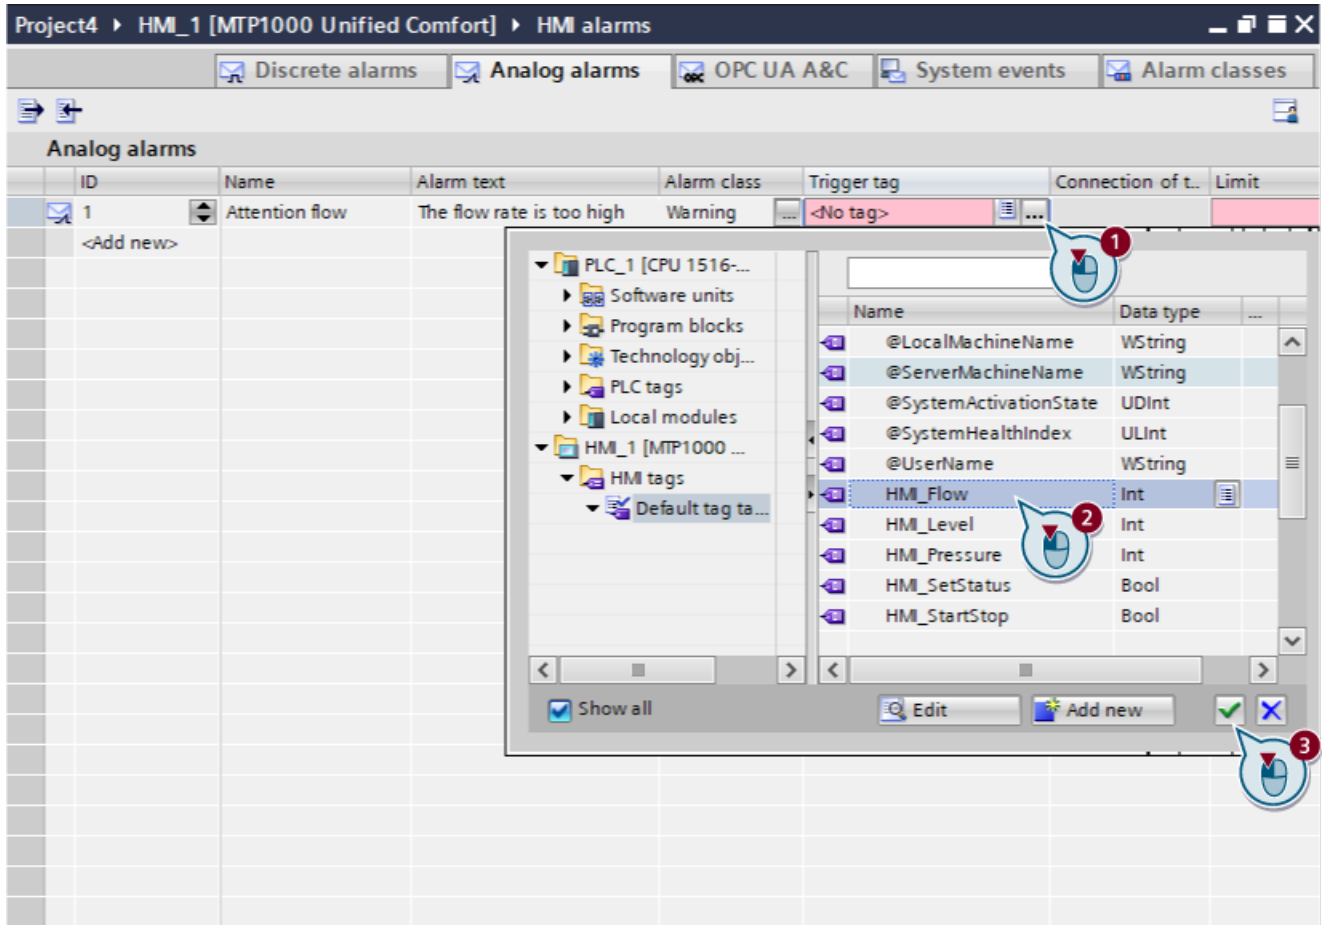 Project4 ▸ HMI_1 [MTP1000 Unified Comfort] ▸ HMI alarms
Discrete alarms Analog alarms OPC UA A&C System events Alarm classes
Analog alarms
ID Name Alarm text Alarm class Trigger tag Connection of t.. Limit
1 Attention flow The flow rate is too high Warning ... <No tag> ...
<Add new>
1
PLC_1 [CPU 1516-...
Software units
Program blocks
Technology obj...
PLC tags
Local modules
HMI_1 [MTP1000 ...
HMI tags
Default tag ta...
Name Data type ...
@LocalMachineName WString
@ServerMachineName WString
@SystemActivationState UDInt
@SystemHealthIndex ULInt
@UserName WString
HMI_Flow Int
2
HMI_Level Int
HMI_Pressure Int
HMI_SetStatus Bool
HMI_StartStop Bool
Show all Edit Add new
3